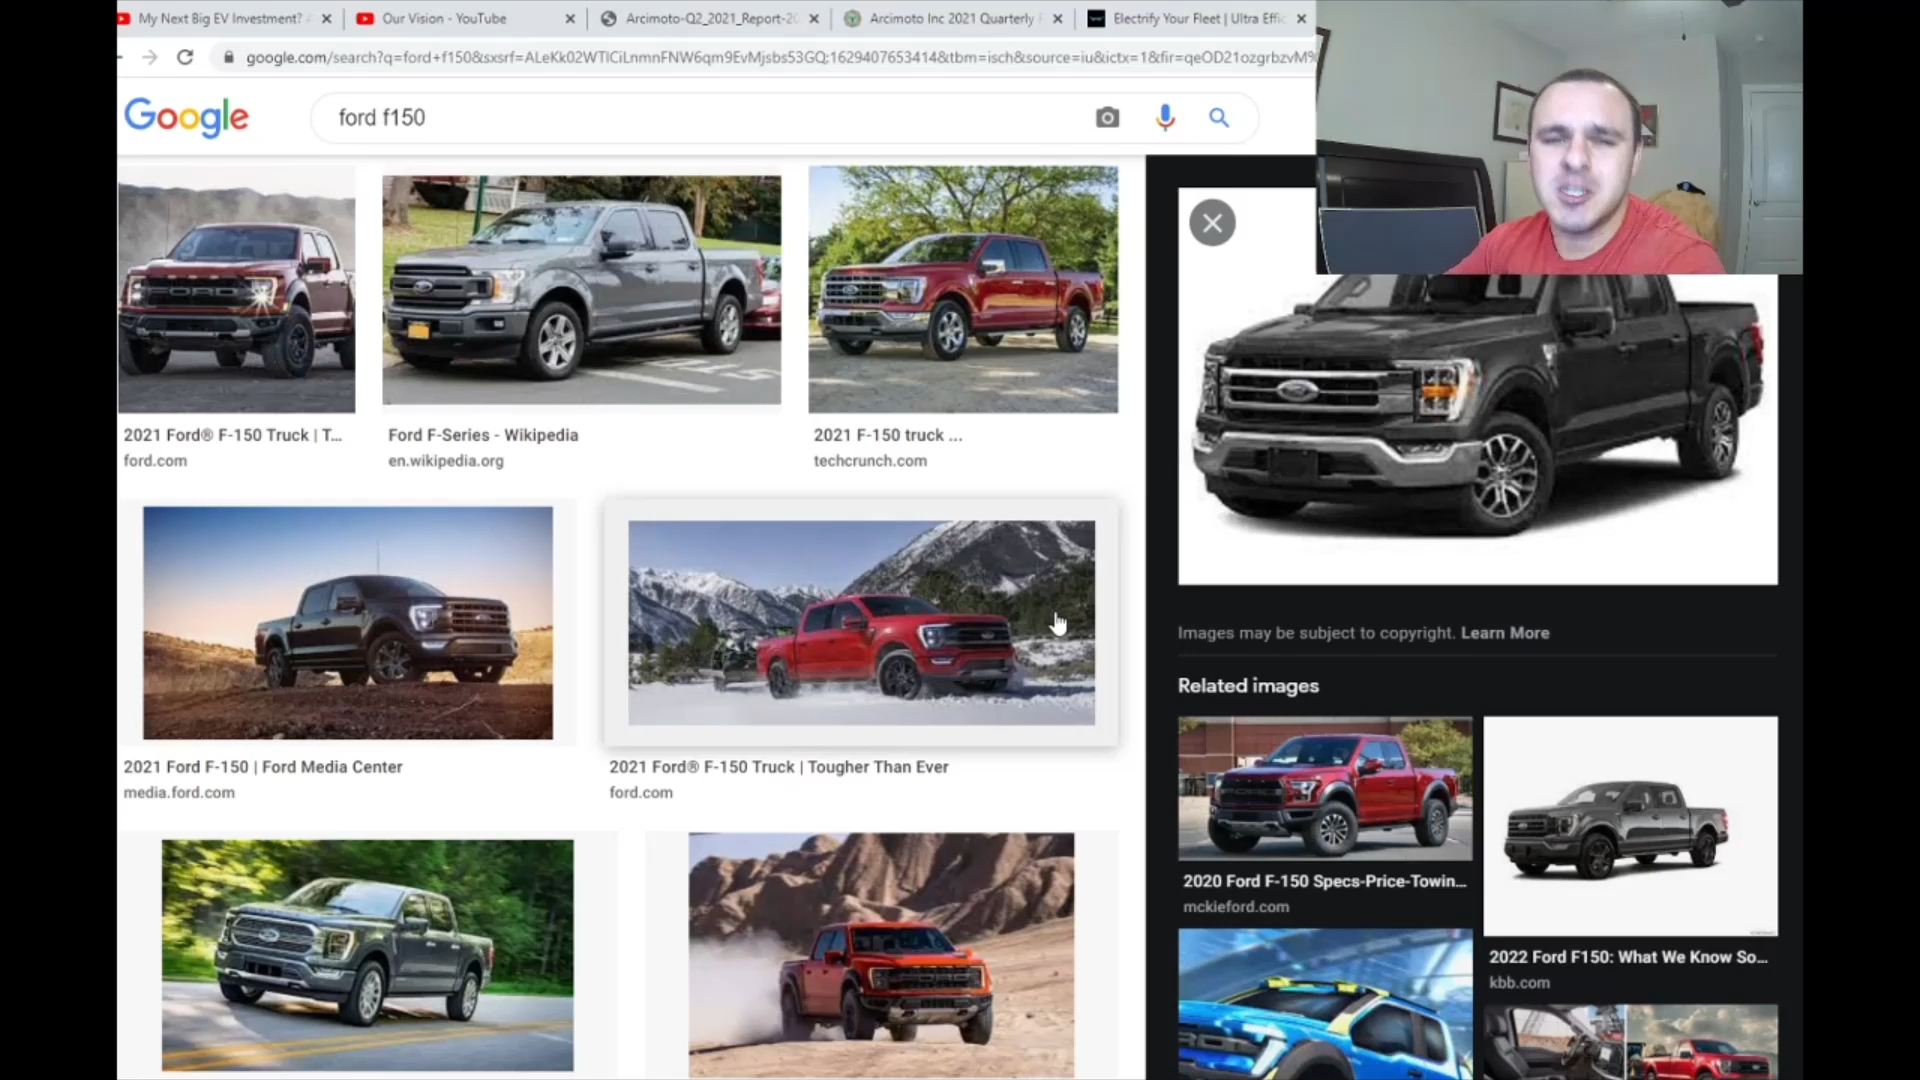 My Next Big EV Investment?
Our Vision - YouTube
Arcimoto-Q2_2021_Report-20
Arcimoto Inc 2021 Quarterly
Electrify Your Fleet | Ultra Effic
google.com/search?q=ford+f150&sxsrf=ALeKk02WTlCiLnmnFNW6qm9EvMjsbs53GQ:1629407653414&tbm=isch&source=iu&ictx=1&fir=qeOD21ozgrbzvM%
Google
ford f150
2021 Ford® F-150 Truck | T...
ford.com
Ford F-Series - Wikipedia
en.wikipedia.org
2021 F-150 truck ...
techcrunch.com
Images may be subject to copyright. Learn More
Related images
2021 Ford F-150 | Ford Media Center
media.ford.com
2021 Ford® F-150 Truck | Tougher Than Ever
ford.com
2020 Ford F-150 Specs-Price-Towin...
mckieford.com
2022 Ford F150: What We Know So...
kbb.com